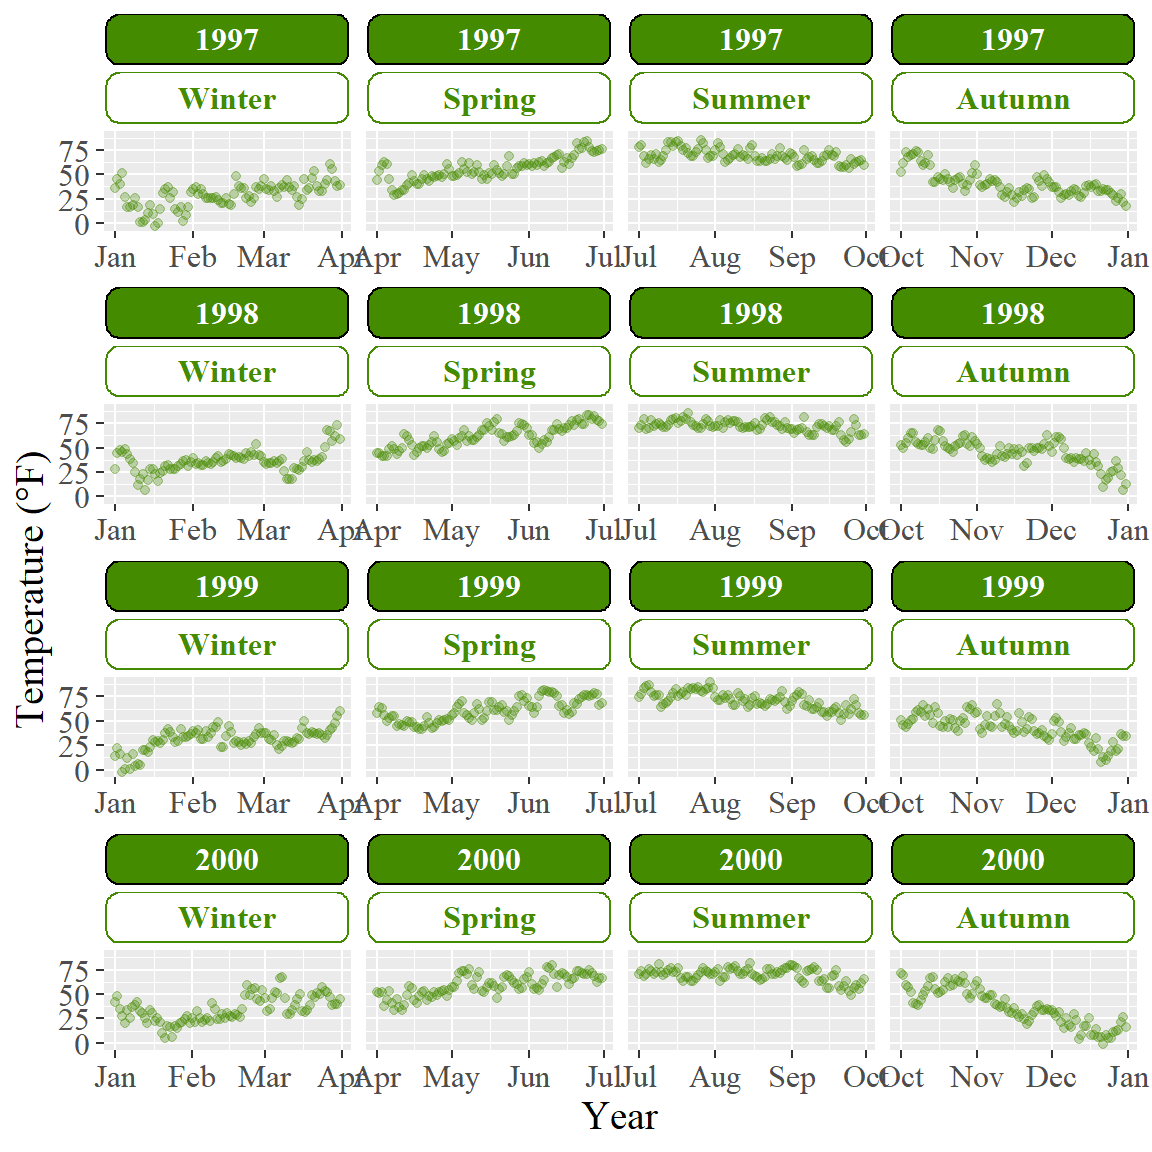 1997 1997 1997 1997
Winter Spring Summer Autumn
75
50
25
0
Jan Feb Mar Apr Apr May Jun Jul Jul Aug Sep Oct Oct Nov Dec Jan
1998 1998 1998 1998
Winter Spring Summer Autumn
75
50
25
0
Jan Feb Mar Apr Apr May Jun Jul Jul Aug Sep Oct Oct Nov Dec Jan
Temperature (°F)
1999 1999 1999 1999
Winter Spring Summer Autumn
75
50
25
0
Jan Feb Mar Apr Apr May Jun Jul Jul Aug Sep Oct Oct Nov Dec Jan
2000 2000 2000 2000
Winter Spring Summer Autumn
75
50
25
0
Jan Feb Mar Apr Apr May Jun Jul Jul Aug Sep Oct Oct Nov Dec Jan
Year